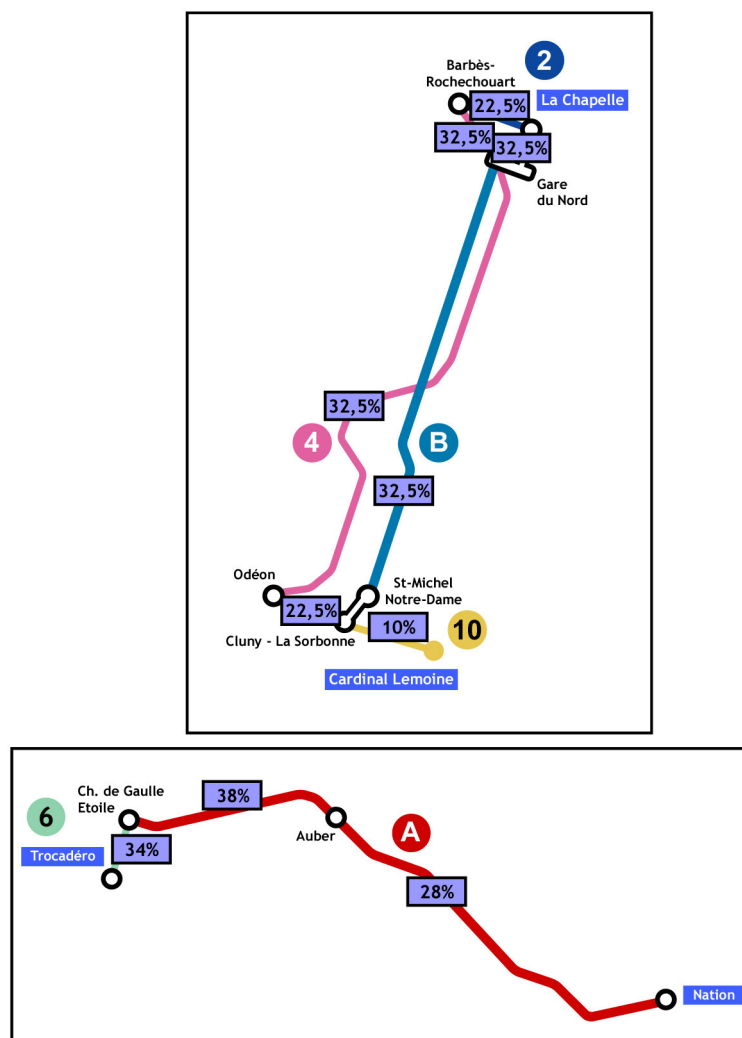 2
Barbès-
Rochechouart
22,5%
La Chapelle
32,5%
32,5%
Gare
du Nord
32,5%
4
B
32,5%
Odéon
St-Michel
Notre-Dame
22,5%
10%
10
Cluny - La Sorbonne
Cardinal Lemoine
Ch. de Gaulle
Etoile
38%
6
Auber
A
34%
Trocadéro
28%
Nation